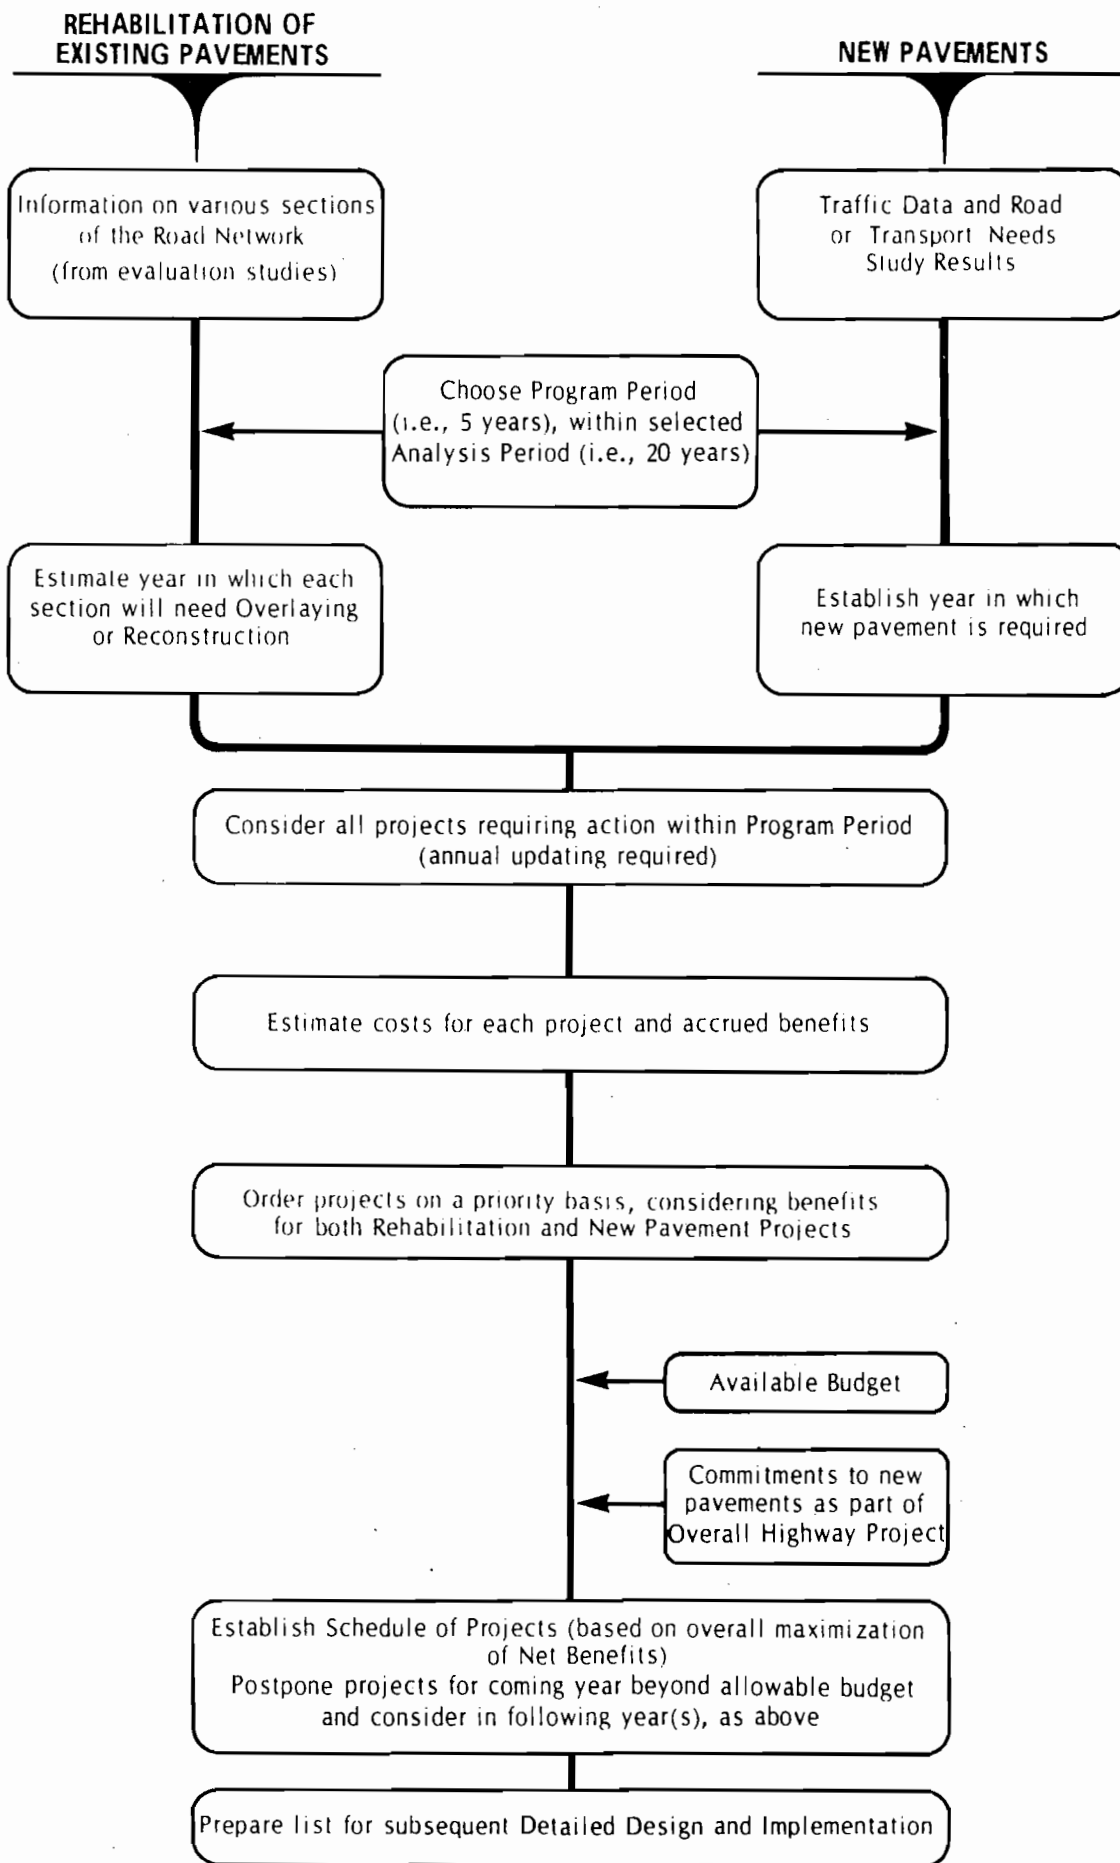 REHABILITATION OF
EXISTING PAVEMENTS
NEW PAVEMENTS
Information on various sections
of the Road Network
(from evaluation studies)
Traffic Data and Road
or Transport Needs
Study Results
Choose Program Period
(i.e., 5 years), within selected
Analysis Period (i.e., 20 years)
Estimate year in which each
section will need Overlaying
or Reconstruction
Establish year in which
new pavement is required
Consider all projects requiring action within Program Period
(annual updating required)
Estimate costs for each project and accrued benefits
Order projects on a priority basis, considering benefits
for both Rehabilitation and New Pavement Projects
Available Budget
Commitments to new
pavements as part of
Overall Highway Project
Establish Schedule of Projects (based on overall maximization
of Net Benefits)
Postpone projects for coming year beyond allowable budget
and consider in following year(s), as above
Prepare list for subsequent Detailed Design and Implementation